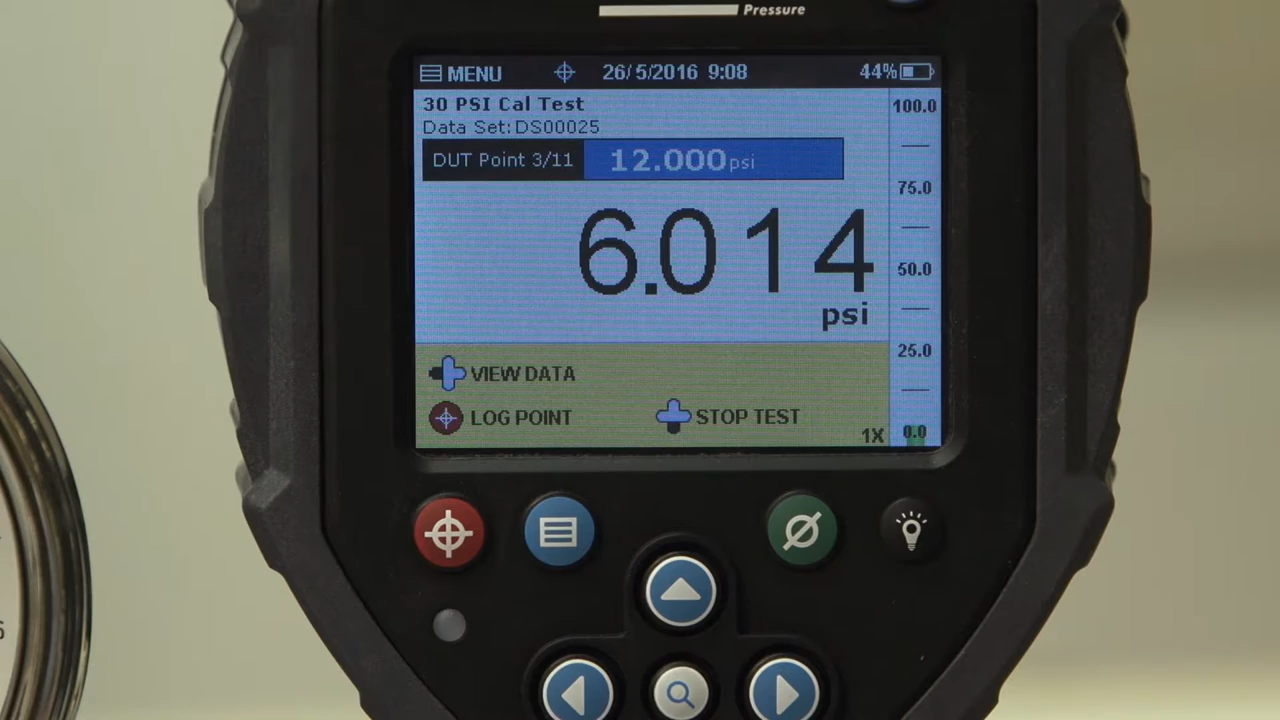 Pressure
MENU 26/5/2016 9:08 44%
30 PSI Cal Test
Data Set: DS00025
DUT Point 3/11 12.000 psi
6.014
psi
VIEW DATA
LOG POINT STOP TEST
1X
100.0
75.0
50.0
25.0
0.0